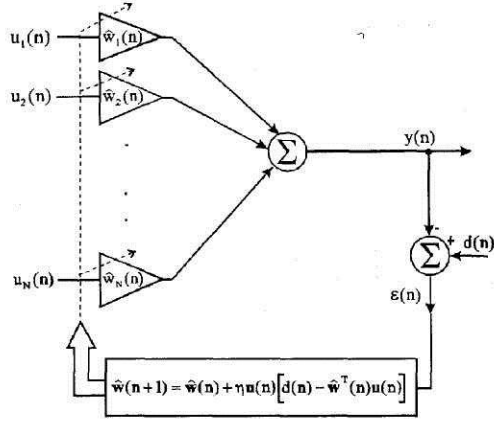 u₁(n)
ŵ₁(n)
u₂(n)
ŵ₂(n)
Σ
y(n)
-
+
d(n)
Σ
u_N(n)
ŵ_N(n)
ε(n)
ŵ(n+1) = ŵ(n) + ηu(n)[d(n) - ŵᵀ(n)u(n)]